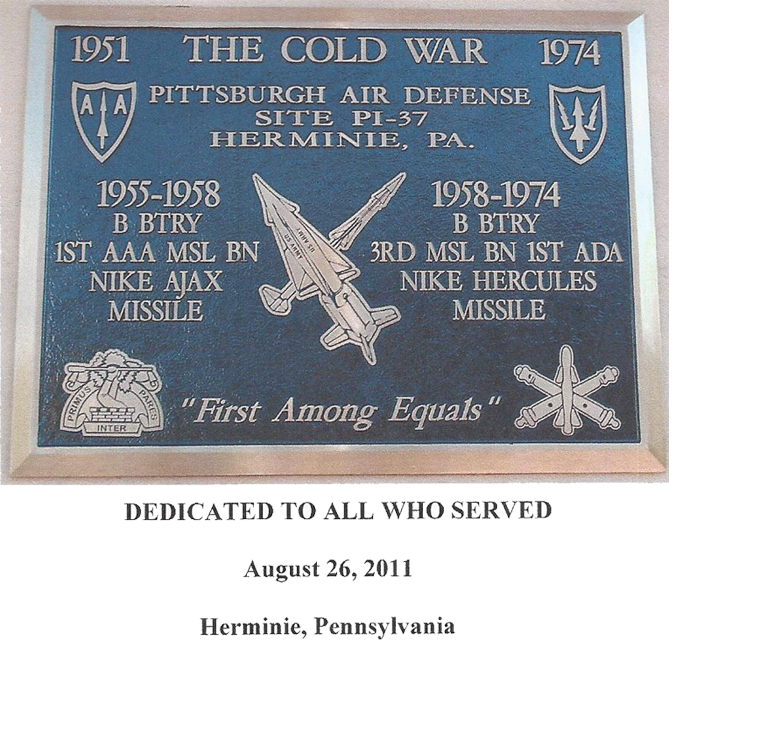 1951 THE COLD WAR 1974
A A
PITTSBURGH AIR DEFENSE
SITE PI-37
HERMINIE, PA.
1955-1958
B BTRY
1ST AAA MSL BN
NIKE AJAX
MISSILE
US ARMY
1958-1974
B BTRY
3RD MSL BN 1ST ADA
NIKE HERCULES
MISSILE
PRIMUS INTER PARES
"First Among Equals"
DEDICATED TO ALL WHO SERVED
August 26, 2011
Herminie, Pennsylvania